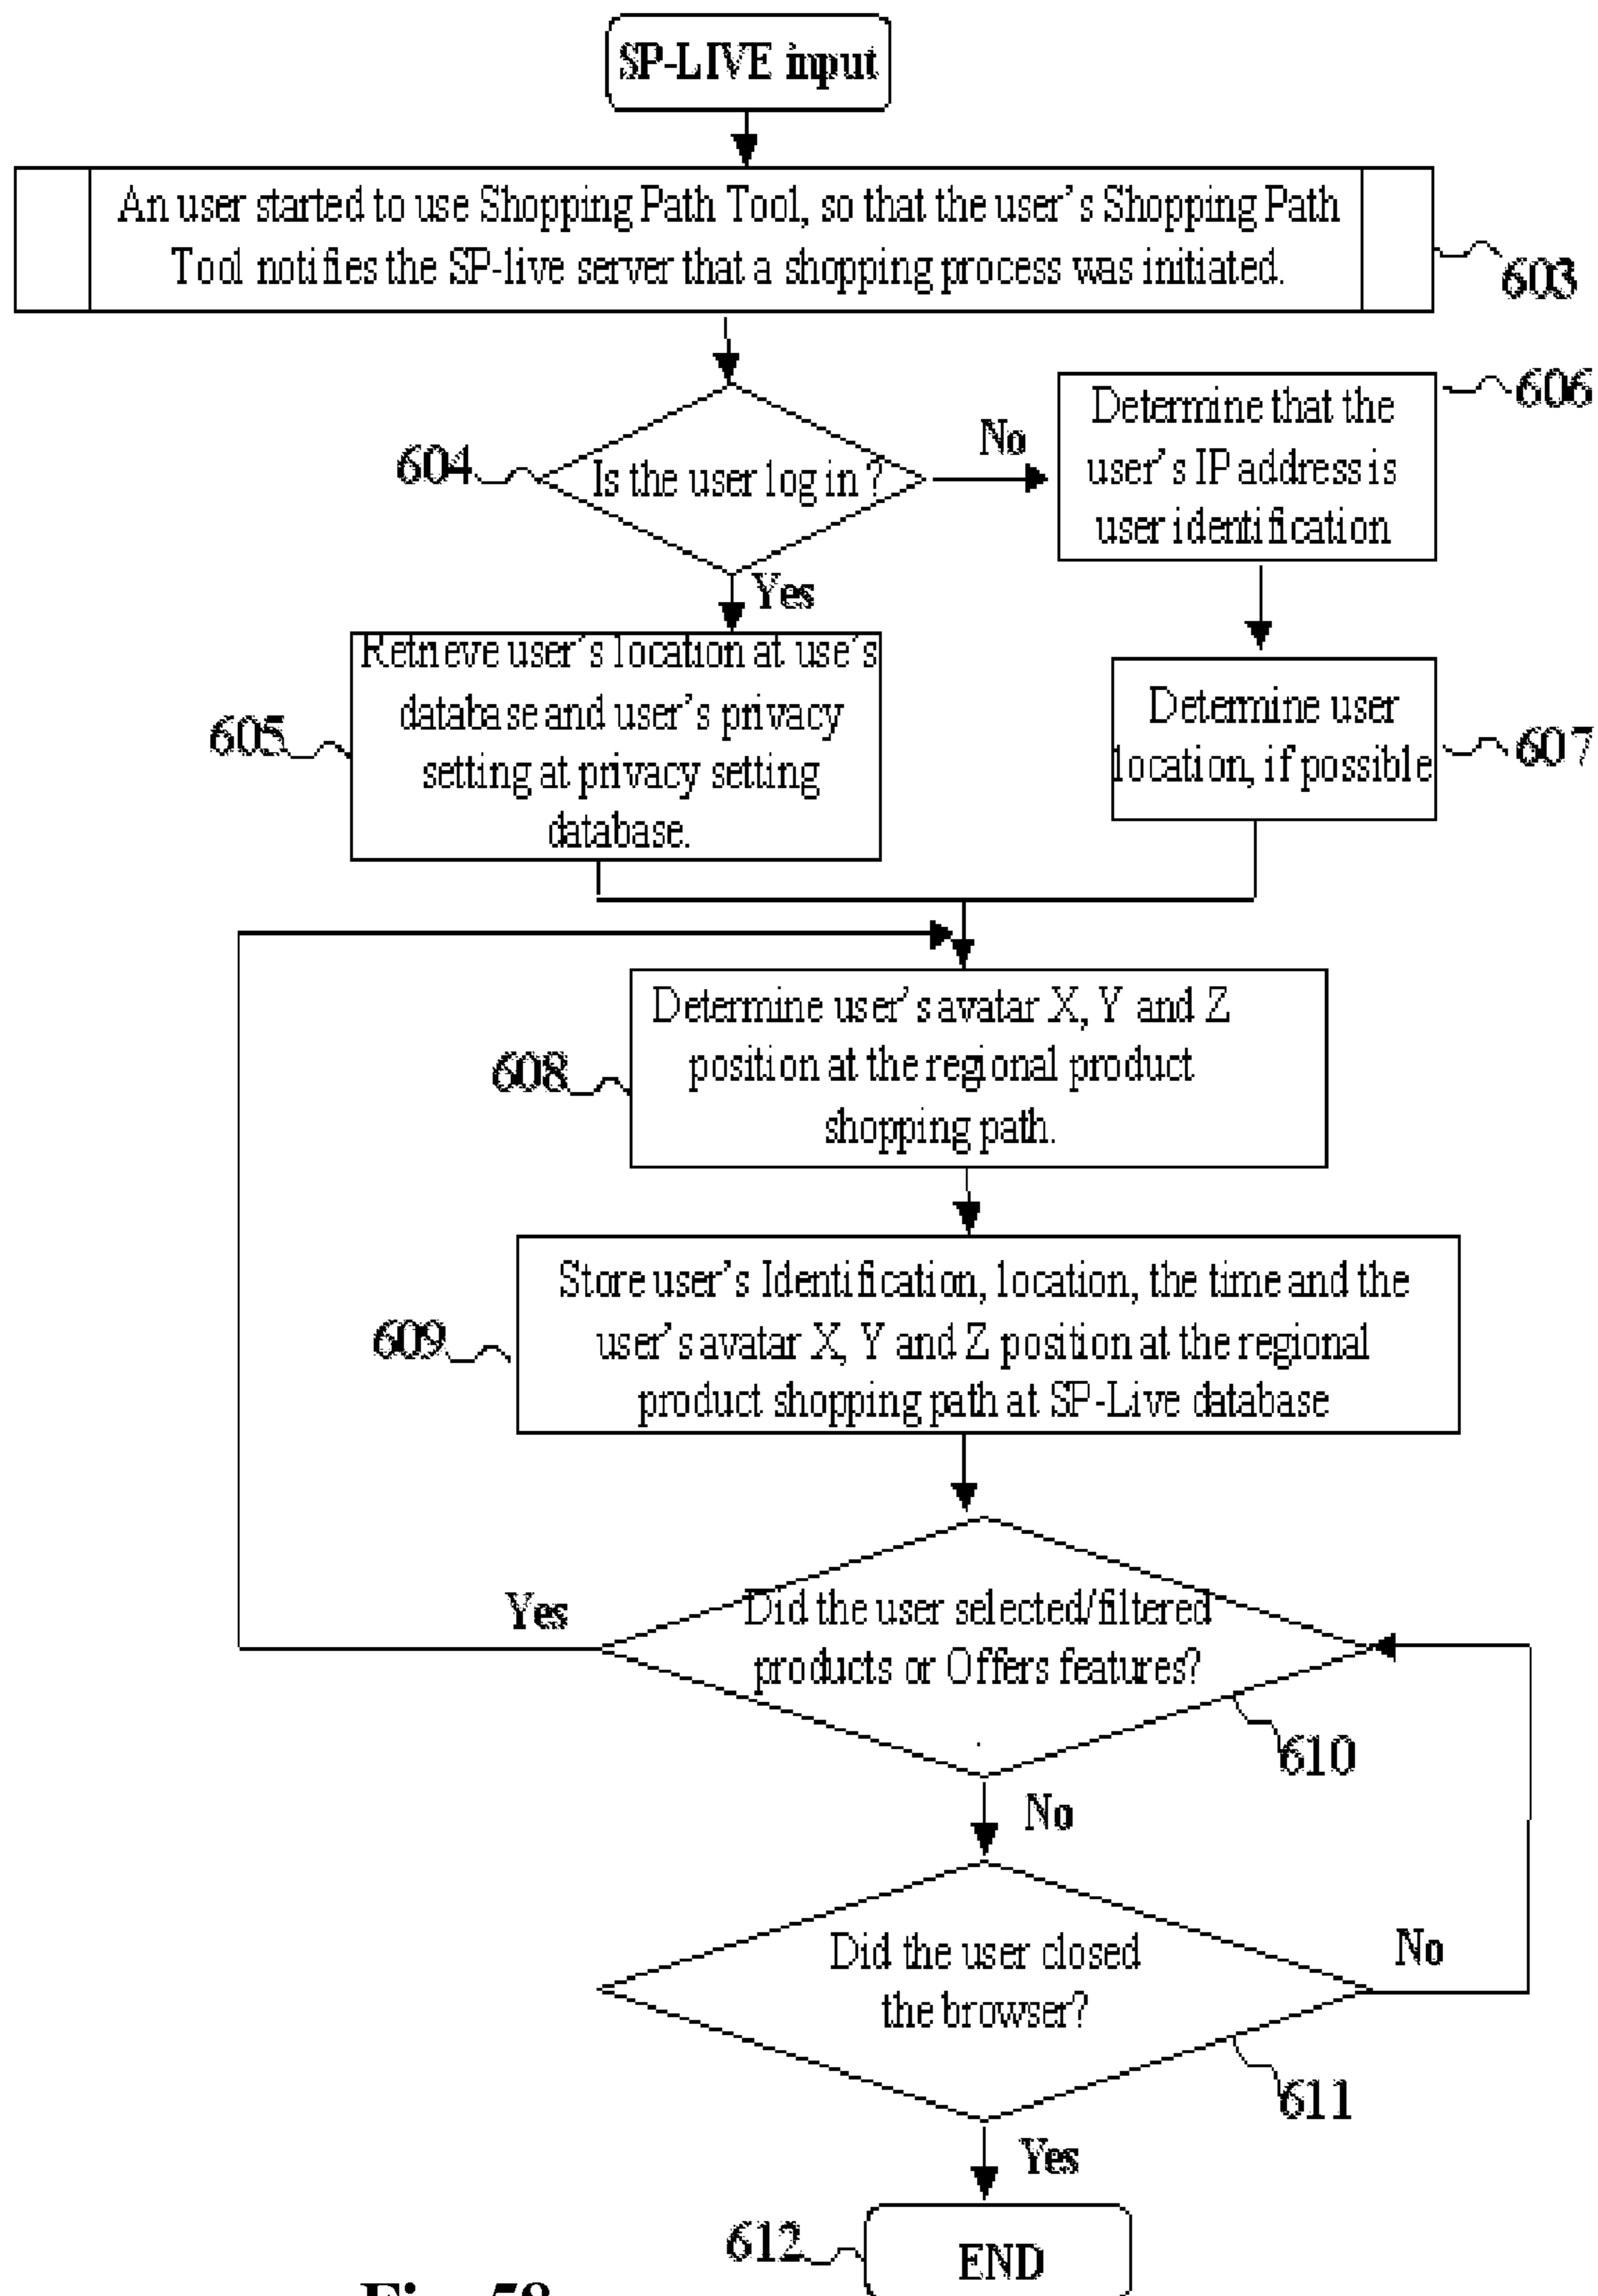 SP-LIVE input
An user started to use Shopping Path Tool, so that the user's Shopping Path
Tool notifies the SP-live server that a shopping process was initiated.
603
604
Is the user log in ?
No
Determine that the
user's IP address is
user identification
606
Yes
605
Retrieve user's location at use's
database and user's privacy
setting at privacy setting
database.
Determine user
location, if possible
607
608
Determine user's avatar X, Y and Z
position at the regional product
shopping path.
609
Store user's Identification, location, the time and the
user's avatar X, Y and Z position at the regional
product shopping path at SP-Live database
Yes
Did the user selected/filtered
products or Offers features?
610
No
Did the user closed
the browser?
No
611
Yes
612
END
Fig. 58